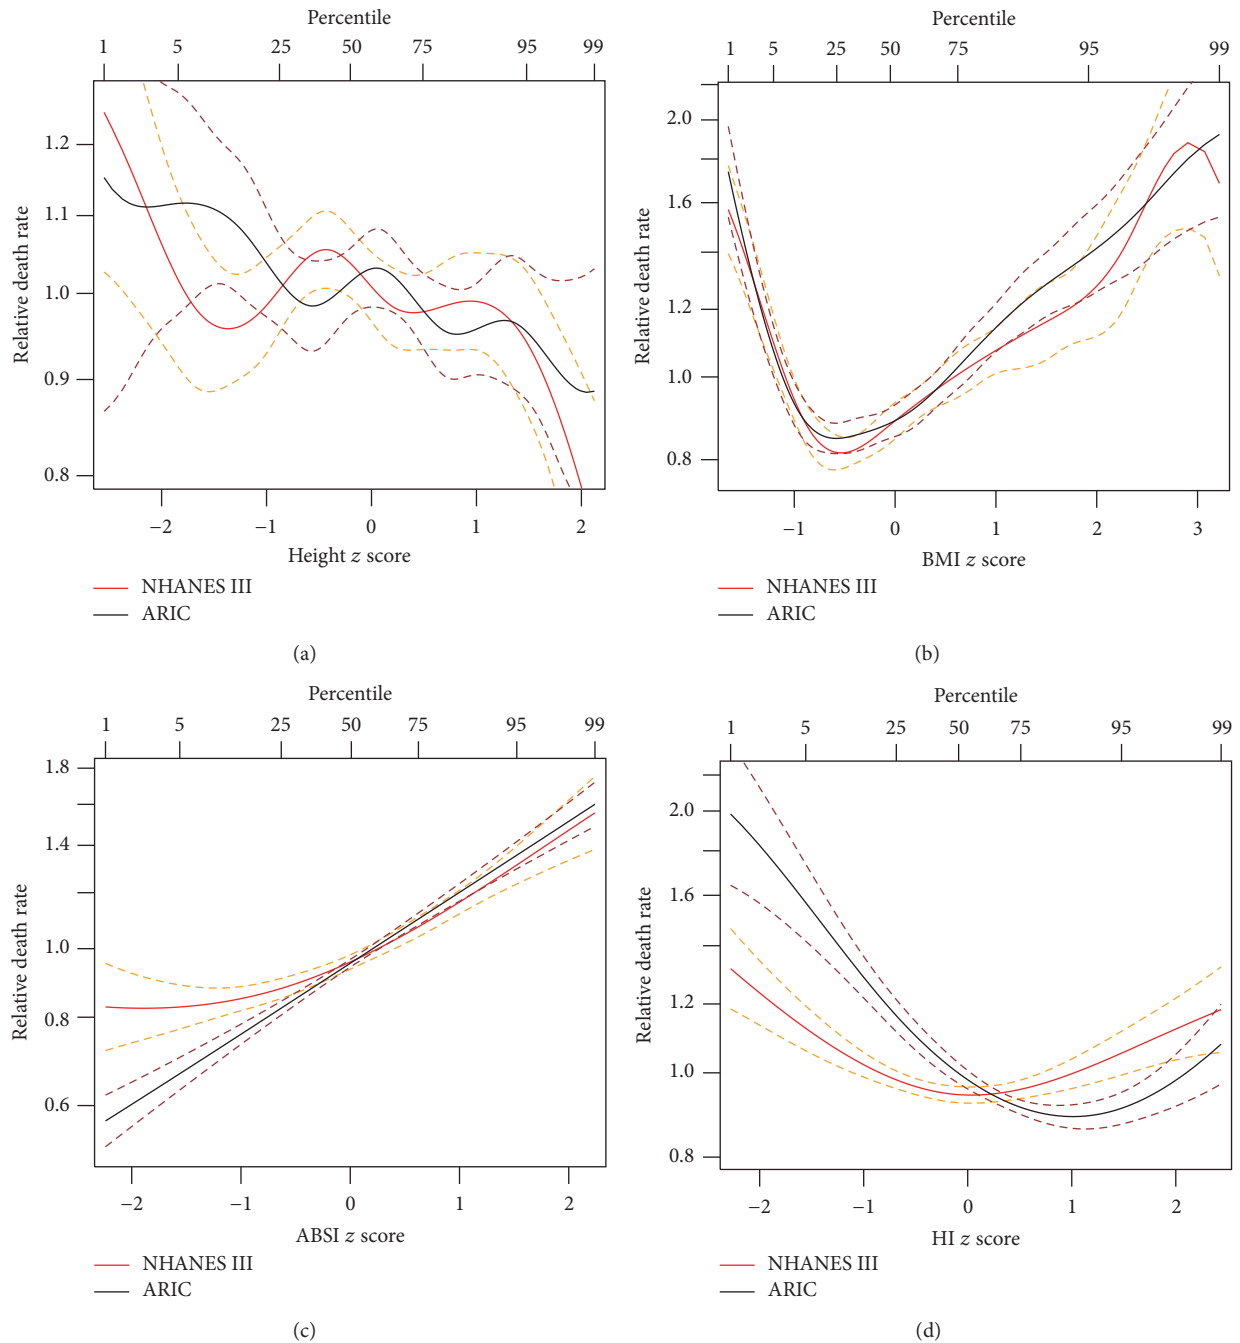 Percentile
1 5 25 50 75 95 99
1.2
1.1
1.0
0.9
0.8
Relative death rate
−2 −1 0 1 2
Height z score
NHANES III
ARIC
(a)
Percentile
1 5 25 50 75 95 99
2.0
1.6
1.2
1.0
0.8
Relative death rate
−1 0 1 2 3
BMI z score
NHANES III
ARIC
(b)
Percentile
1 5 25 50 75 95 99
1.8
1.4
1.0
0.8
0.6
Relative death rate
−2 −1 0 1 2
ABSI z score
NHANES III
ARIC
(c)
Percentile
1 5 25 50 75 95 99
2.0
1.6
1.2
1.0
0.8
Relative death rate
−2 −1 0 1 2
HI z score
NHANES III
ARIC
(d)